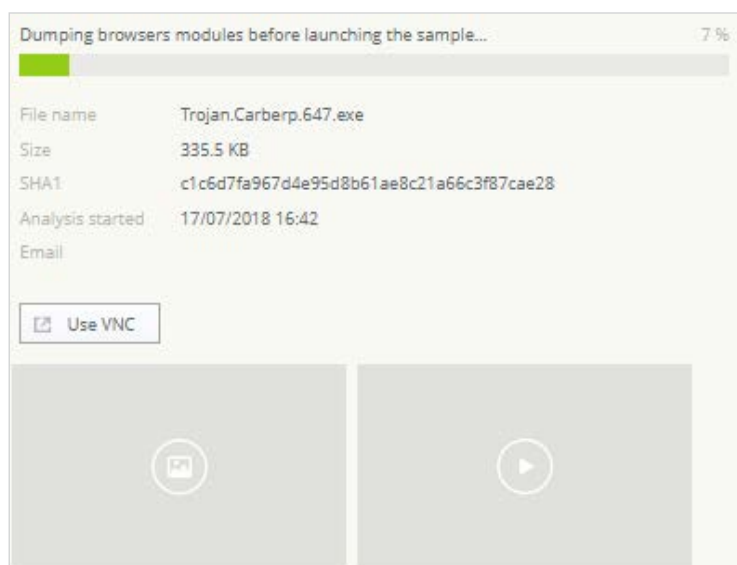 Dumping browsers modules before launching the sample... 7 %
File name Trojan.Carberp.647.exe
Size 335.5 KB
SHA1 c1c6d7fa967d4e95d8b61ae8c21a66c3f87cae28
Analysis started 17/07/2018 16:42
Email
Use VNC